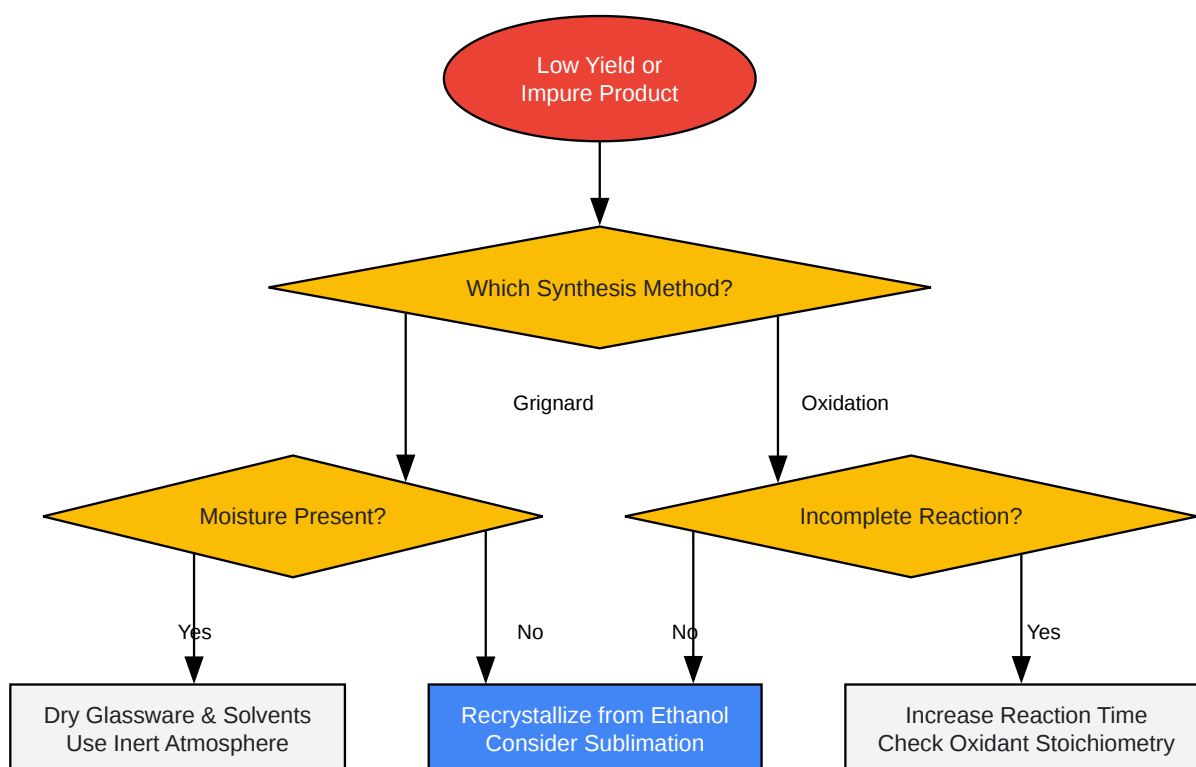 Low Yield or
Impure Product
Which Synthesis Method?
Grignard
Oxidation
Moisture Present?
Incomplete Reaction?
Yes
No
No
Yes
Dry Glassware & Solvents
Use Inert Atmosphere
Recrystallize from Ethanol
Consider Sublimation
Increase Reaction Time
Check Oxidant Stoichiometry